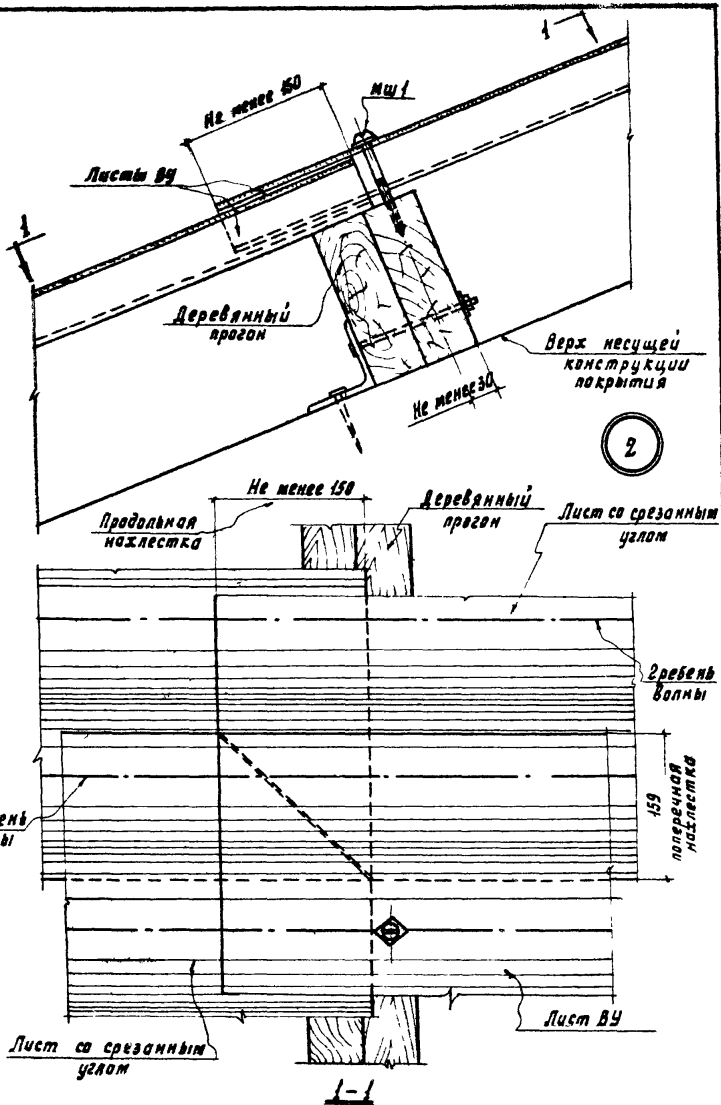 1
Не менее 150
мш 1
Листы ВУ
1
Деревянный
прогон
Верх несущей
конструкции
покрытия
Не менее 30
2
Не менее 150
Продольная
нахлестка
Деревянный
прогон
Лист со срезанным
углом
Гребень
волны
159
поперечная
нахлестка
ень
ы
Лист со срезанным
углом
Лист ВУ
1-1